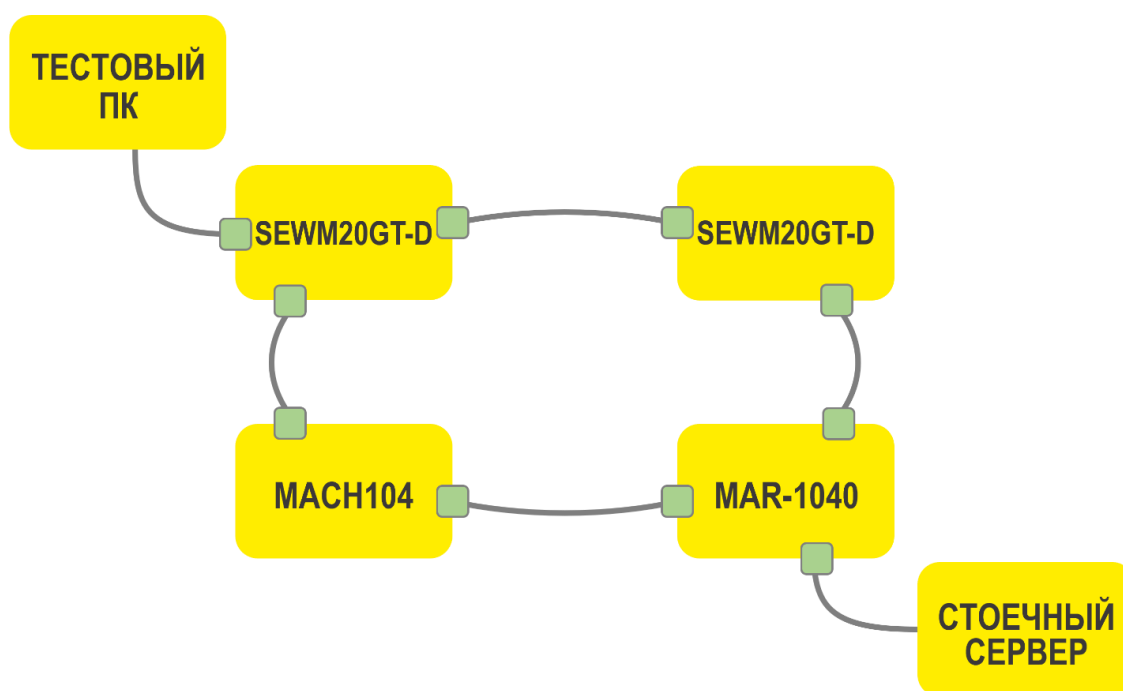 ТЕСТОВЫЙ
ПК
SEWM20GT-D
SEWM20GT-D
MACH104
MAR-1040
СТОЕЧНЫЙ
СЕРВЕР